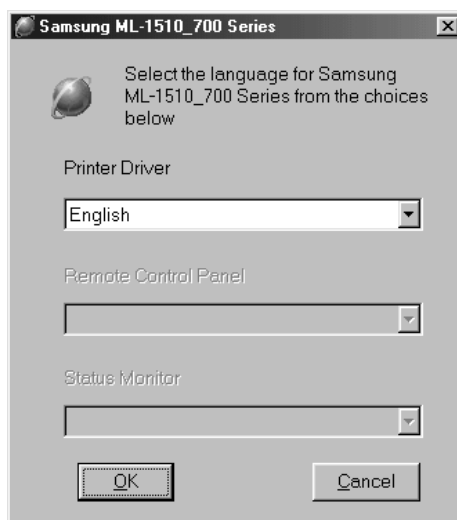 Samsung ML-1510_700 Series
Select the language for Samsung
ML-1510_700 Series from the choices
below
Printer Driver
English
Remote Control Panel
Status Monitor
OK
Cancel